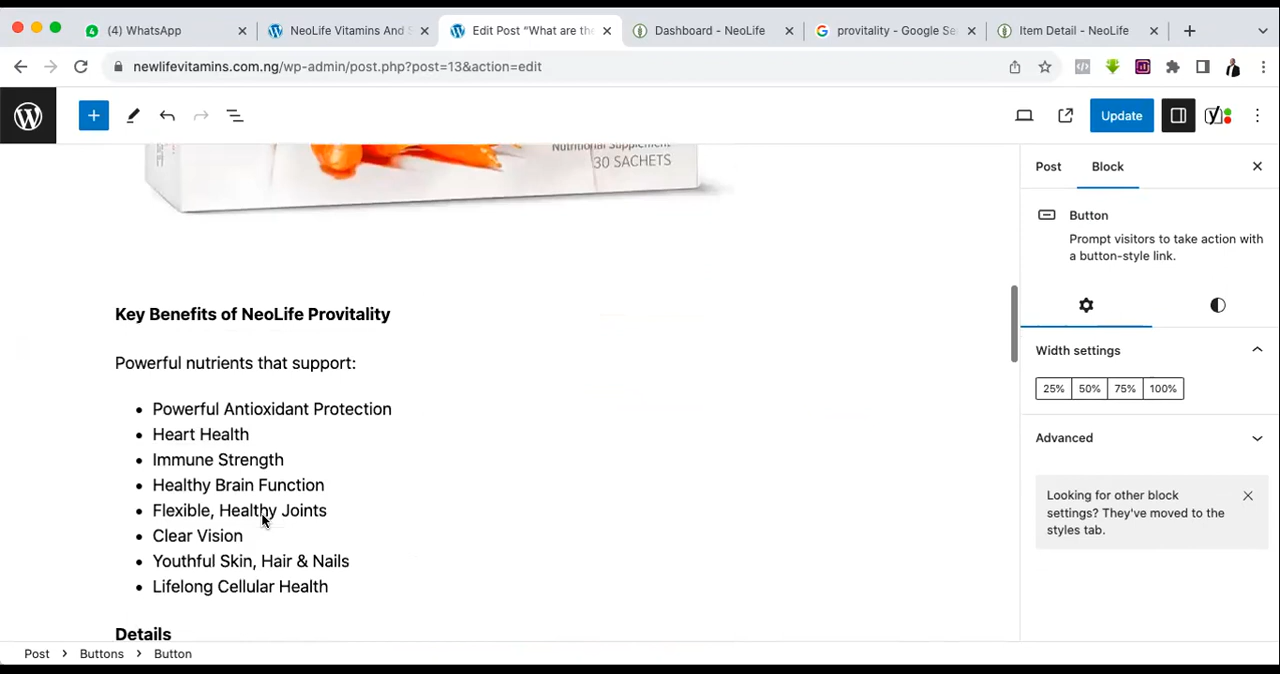 (4) WhatsApp
NeoLife Vitamins And S
Edit Post "What are the
Dashboard - NeoLife
provitality - Google Se
Item Detail - NeoLife
newlifevitamins.com.ng/wp-admin/post.php?post=13&action=edit
Update
Nutritional Supplement
30 SACHETS
Post
Block
Button
Prompt visitors to take action with
a button-style link.
Key Benefits of NeoLife Provitality
Powerful nutrients that support:
• Powerful Antioxidant Protection
• Heart Health
• Immune Strength
• Healthy Brain Function
• Flexible, Healthy Joints
• Clear Vision
• Youthful Skin, Hair & Nails
• Lifelong Cellular Health
Details
Width settings
25% 50% 75% 100%
Advanced
Looking for other block
settings? They've moved to the
styles tab.
Post > Buttons > Button